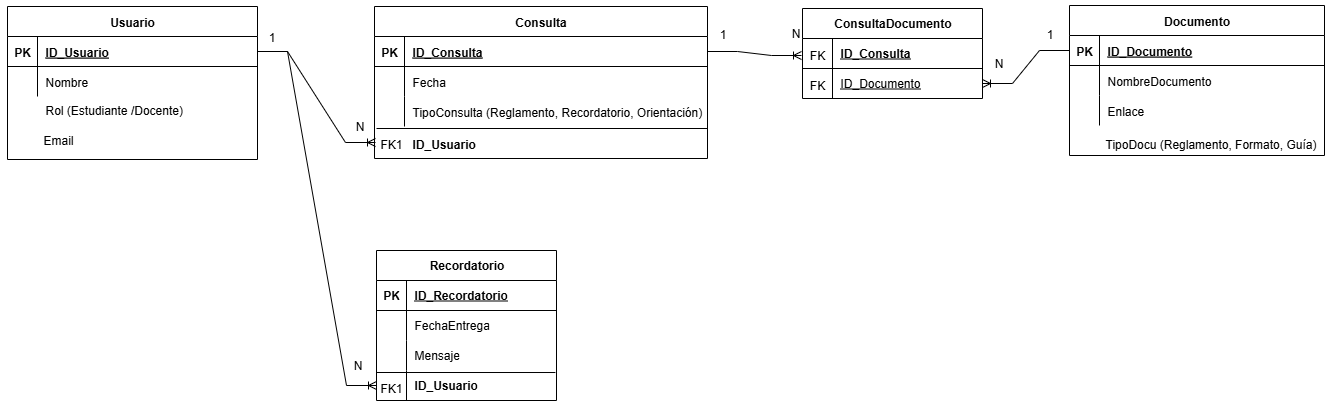 Usuario
PK ID_Usuario
Nombre
Rol (Estudiante /Docente)
Email
1
N
Consulta
PK ID_Consulta
Fecha
TipoConsulta (Reglamento, Recordatorio, Orientación)
FK1 ID_Usuario
1
N
ConsultaDocumento
FK ID_Consulta
FK ID_Documento
N
1
Documento
PK ID_Documento
NombreDocumento
Enlace
TipoDocu (Reglamento, Formato, Guía)
N
Recordatorio
PK ID_Recordatorio
FechaEntrega
Mensaje
FK1 ID_Usuario